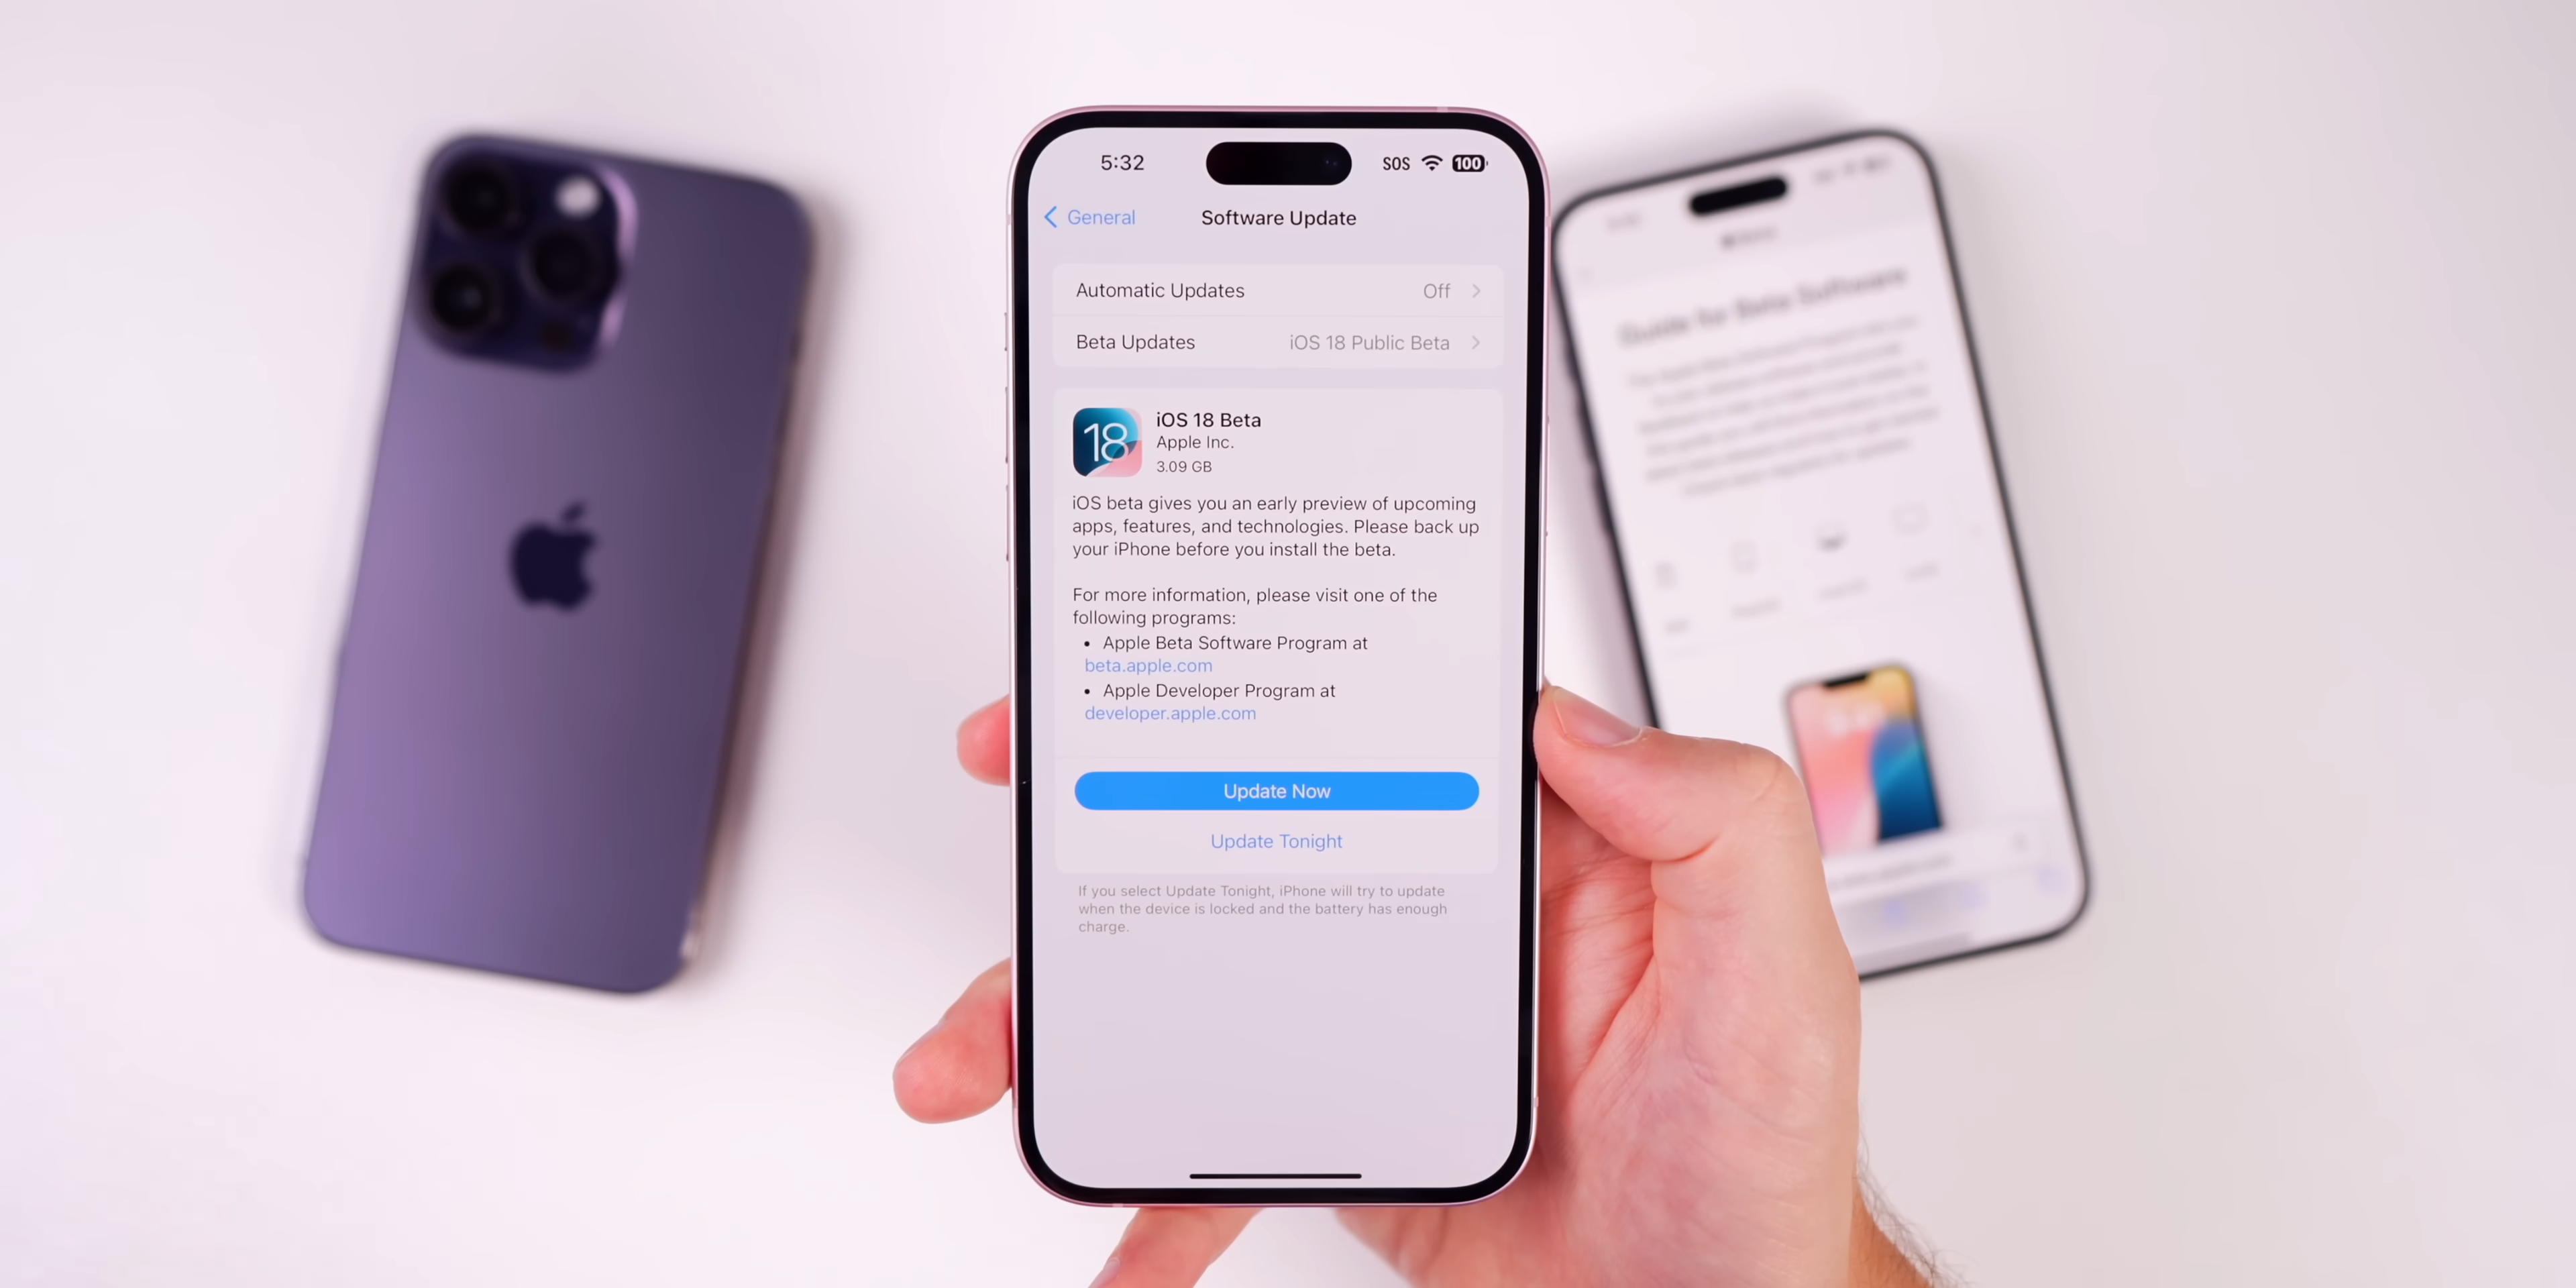 5:32
SOS
100
General
Software Update
Automatic Updates Off
Beta Updates iOS 18 Public Beta
18
iOS 18 Beta
Apple Inc.
3.09 GB
iOS beta gives you an early preview of upcoming
apps, features, and technologies. Please back up
your iPhone before you install the beta.
For more information, please visit one of the
following programs:
• Apple Beta Software Program at
beta.apple.com
• Apple Developer Program at
developer.apple.com
Update Now
Update Tonight
If you select Update Tonight, iPhone will try to update
when the device is locked and the battery has enough
charge.
Guide for Beta Software